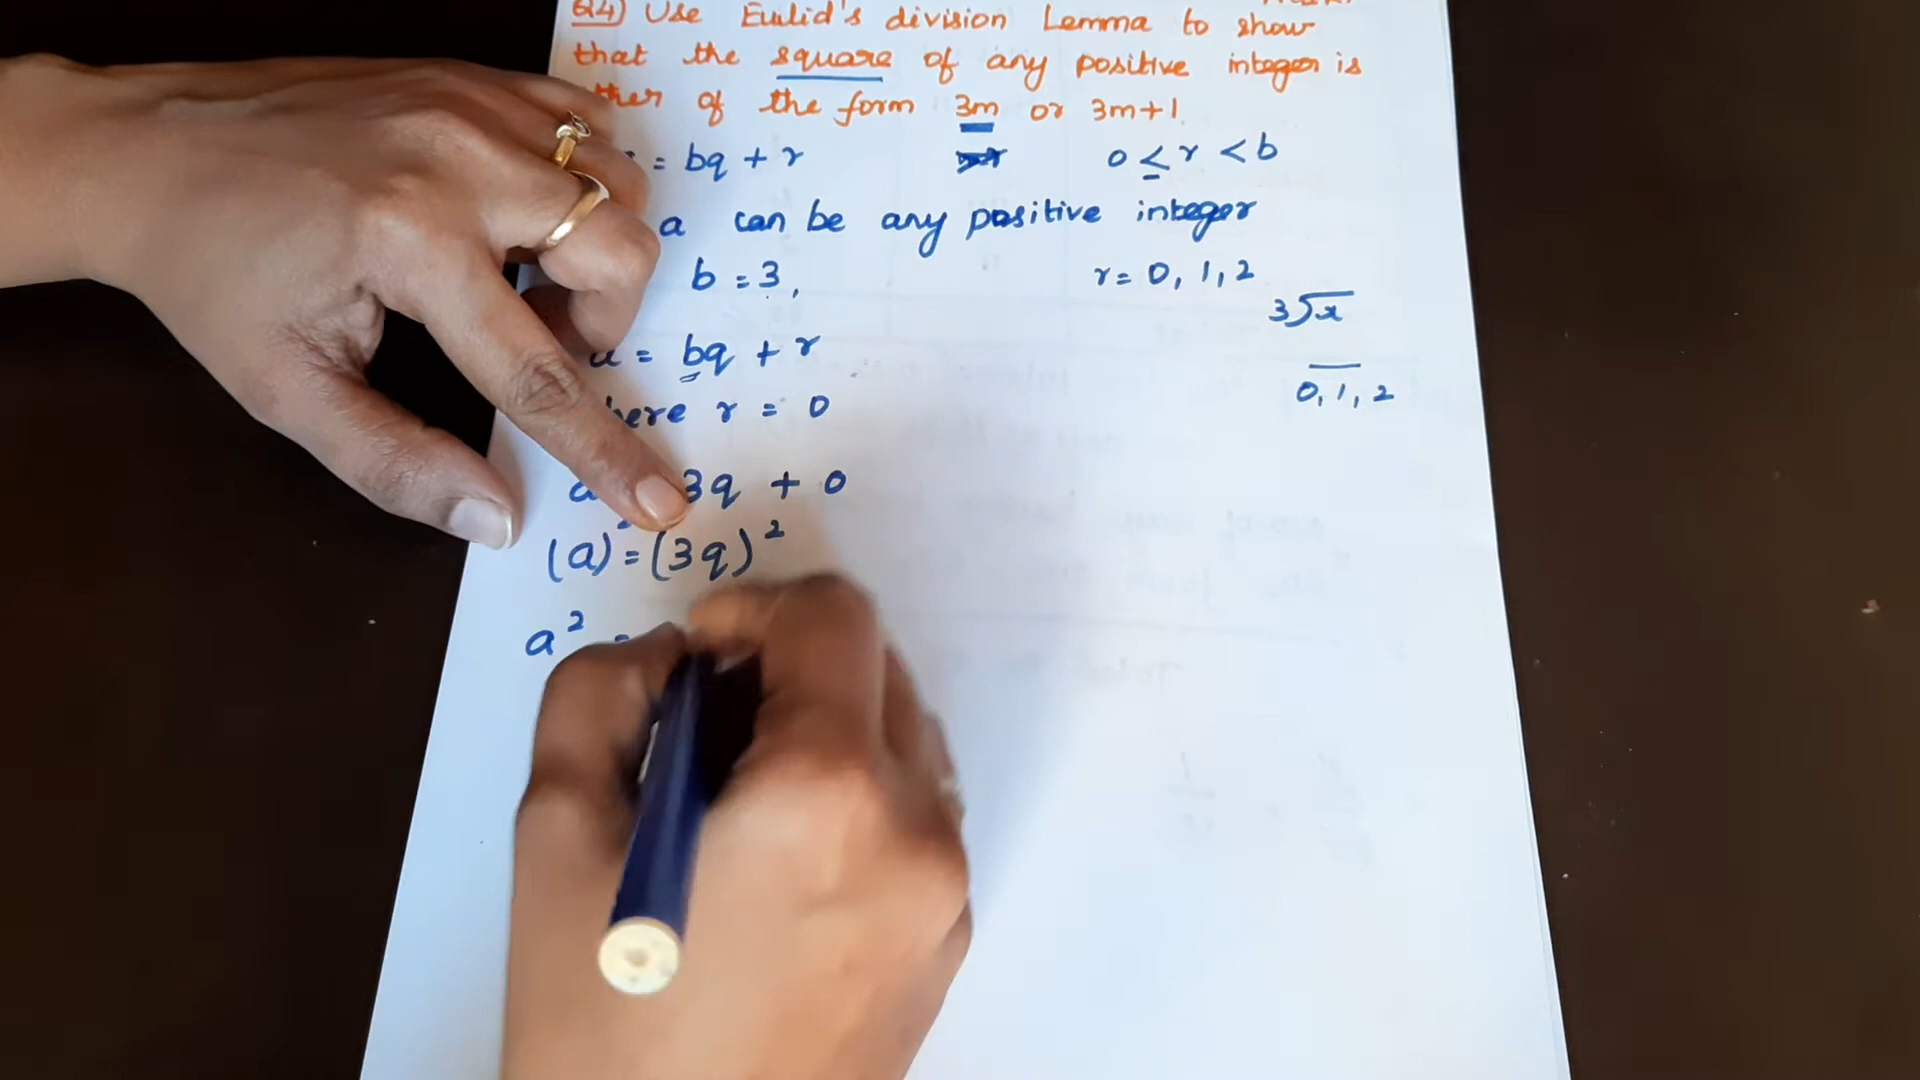 Q4) Use Euclid's division Lemma to show
that the square of any positive integer is
ther of the form 3m or 3m+1
= bq + r 0 ≤ r < b
a can be any positive integer
b = 3, r = 0, 1, 2
3√x
a = bq + r
0, 1, 2
here r = 0
a 3q + 0
(a)² = (3q)²
a² =